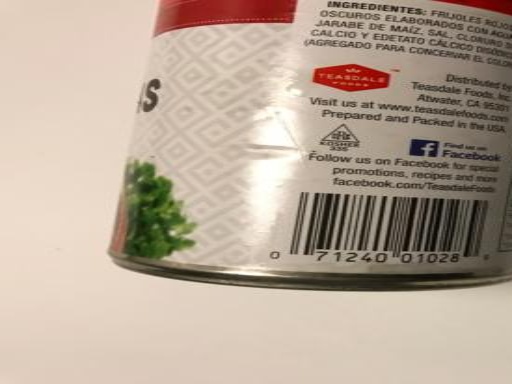 INGREDIENTES: FRIJOLES ROJOS
OSCUROS ELABORADOS CON AGUA
JARABE DE MAÍZ, SAL, CLORURO
CALCIO Y EDETATO CÁLCICO
(AGREGADO PARA CONSERVAR EL COLOR
TEASDALE
FOODS
Distributed by
Teasdale Foods, Inc.
Atwater, CA 95301
Visit us at www.teasdalefoods.com
Prepared and Packed in the USA
KOSHER
335
Find us on
Facebook
Follow us on Facebook for special
promotions, recipes and more
facebook.com/TeasdaleFoods
AS
0 71240 01028